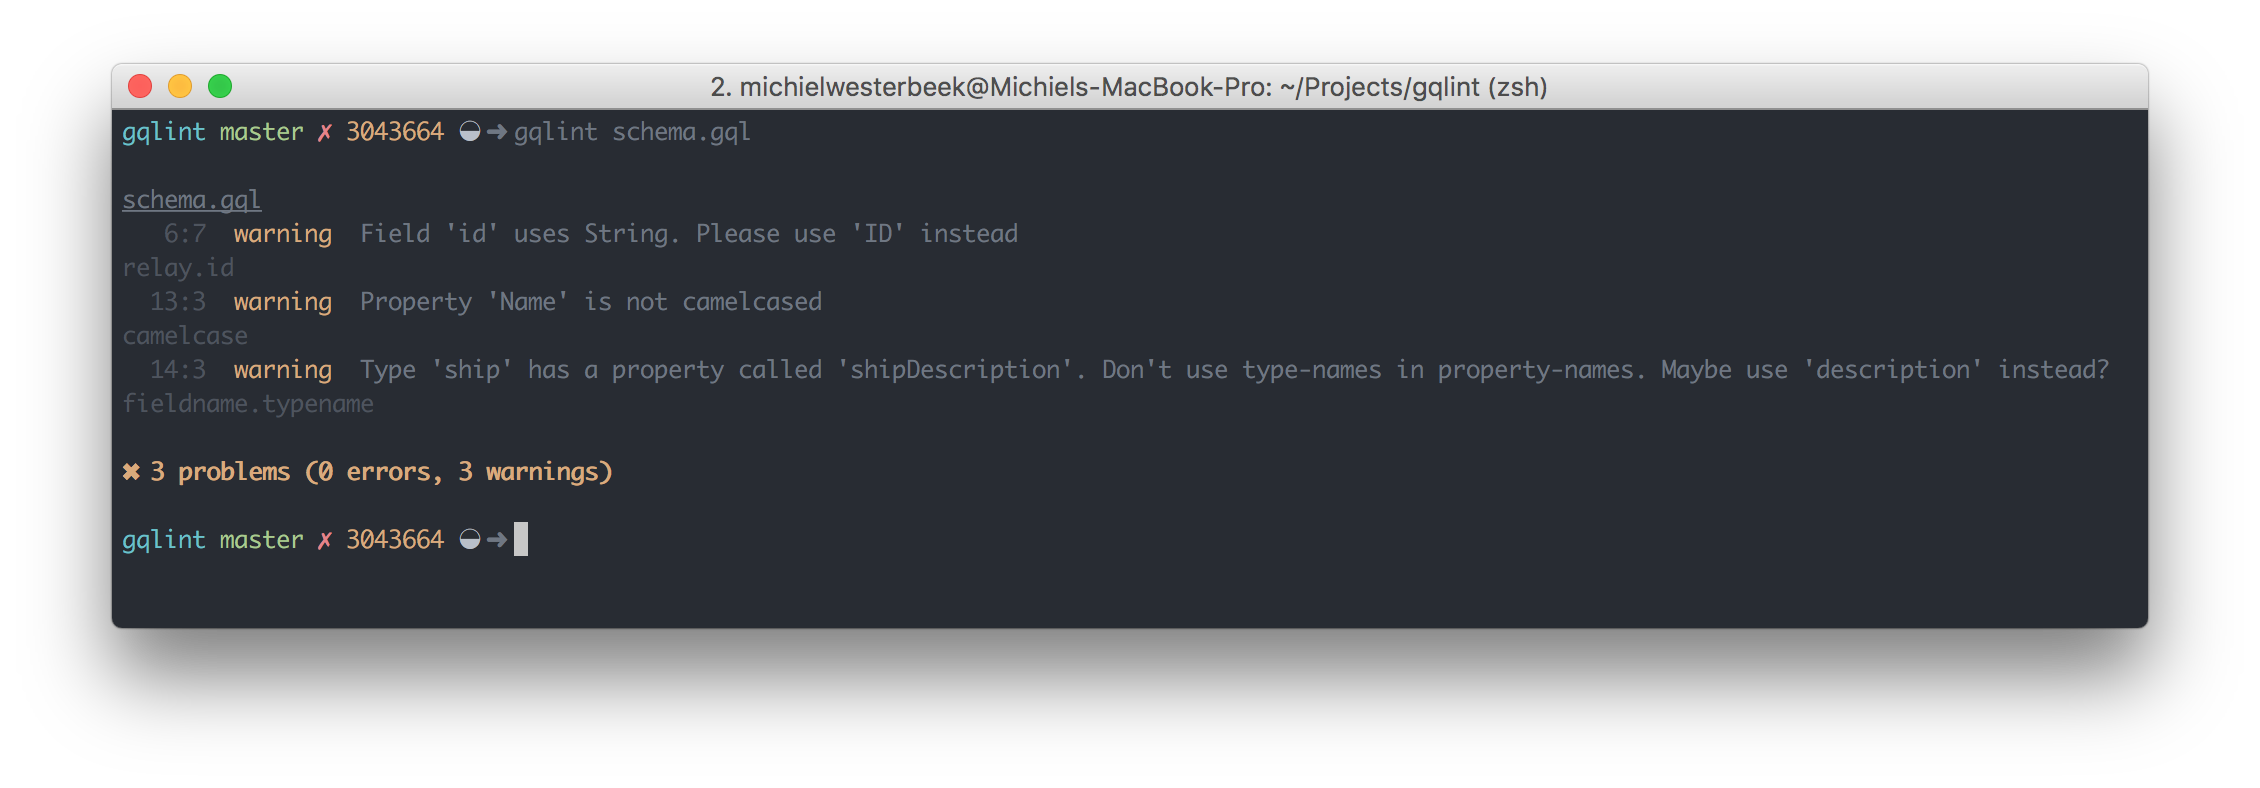 2. michielwesterbeek@Michiels-MacBook-Pro: ~/Projects/gqlint (zsh)
gqlint master ✗ 3043664 ◒ ➜ gqlint schema.gql
schema.gql
6:7 warning Field 'id' uses String. Please use 'ID' instead
relay.id
13:3 warning Property 'Name' is not camelcased
camelcase
14:3 warning Type 'ship' has a property called 'shipDescription'. Don't use type-names in property-names. Maybe use 'description' instead?
fieldname.typename
✖ 3 problems (0 errors, 3 warnings)
gqlint master ✗ 3043664 ◒ ➜